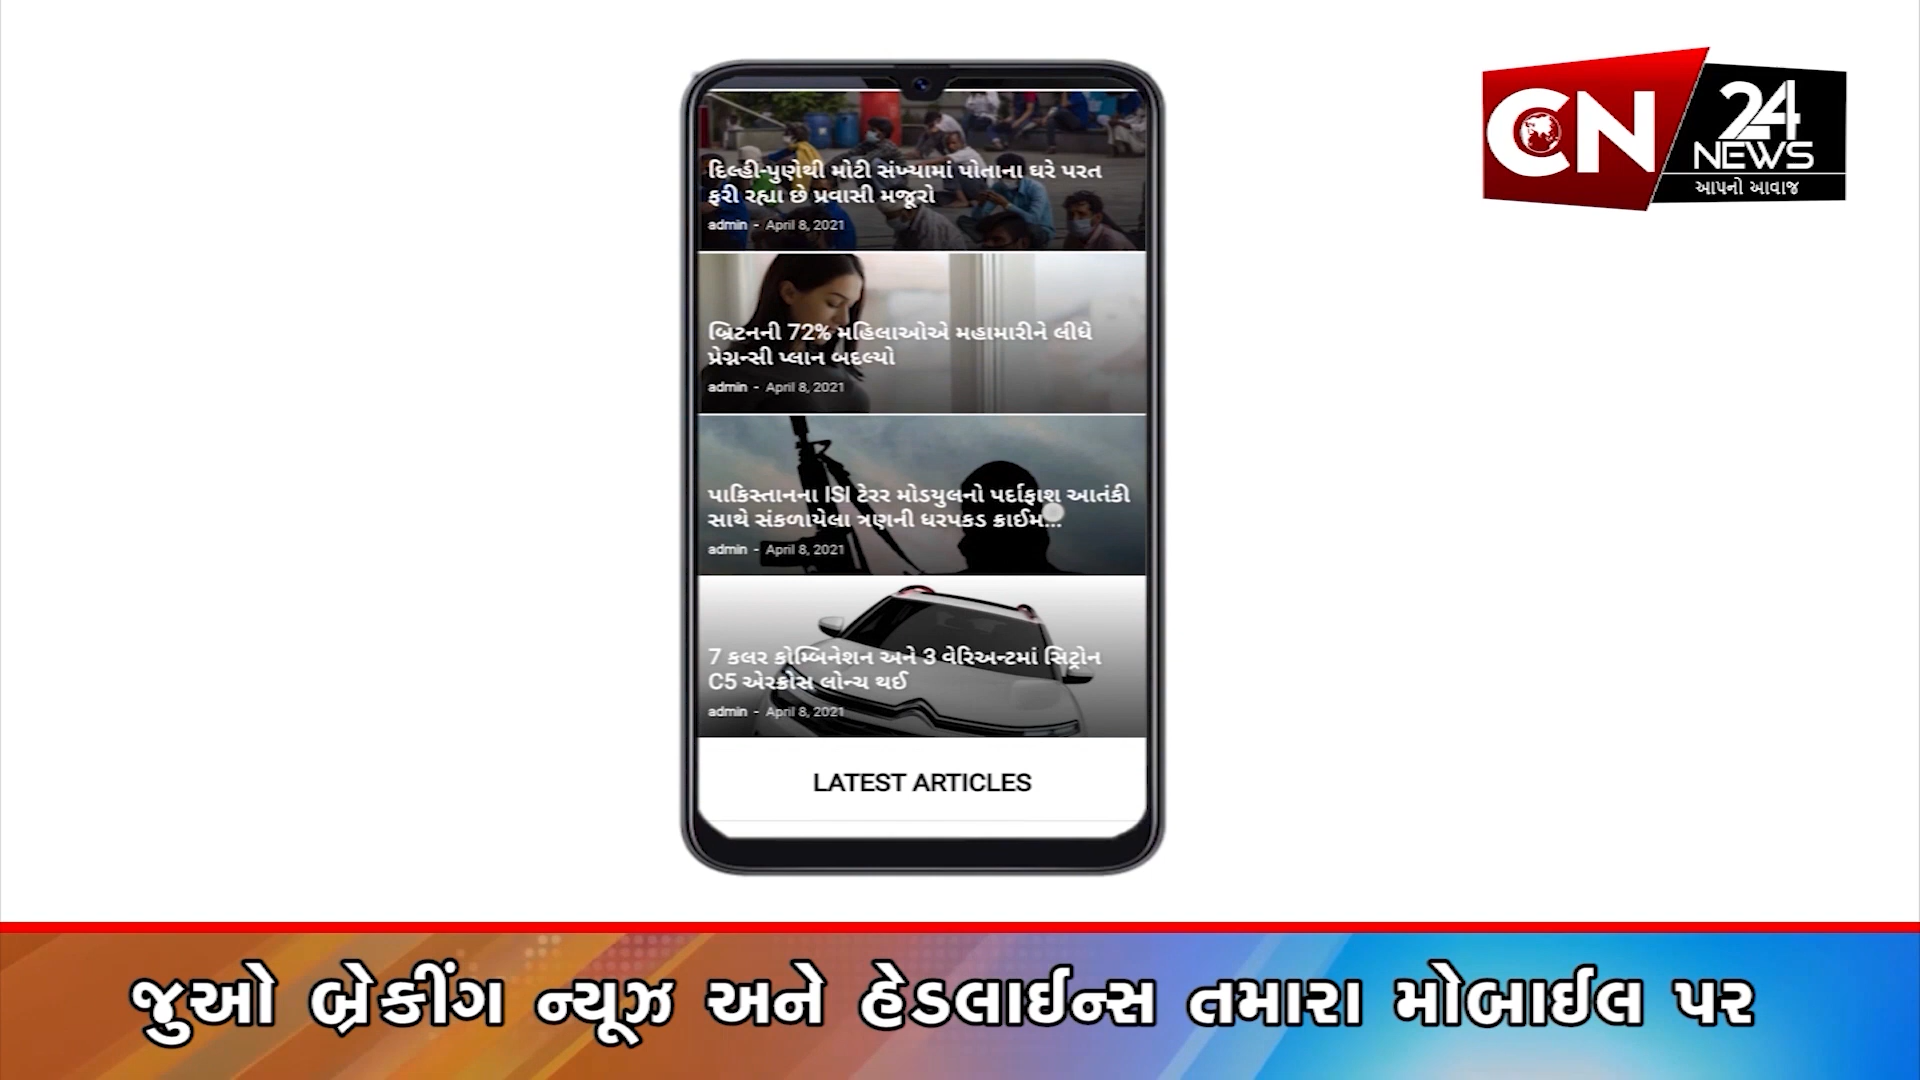 CN
24
NEWS
આપનો આવાજ
દિલ્હી-પુણેથી મોટી સંખ્યામાં પોતાના ઘરે પરત
ફરી રહ્યા છે પ્રવાસી મજૂરો
admin - April 8, 2021
બ્રિટનની 72% મહિલાઓએ મહામારીને લીધે
પ્રેગ્નન્સી પ્લાન બદલ્યો
admin - April 8, 2021
પાકિસ્તાનના ISI ટેરર મોડયુલનો પર્દાફાશ આતંકી
સાથે સંકળાયેલા ત્રણની ધરપકડ ક્રાઈમ...
admin - April 8, 2021
7 કલર કોમ્બિનેશન અને 3 વેરિઅન્ટમાં સિટ્રોન
C5 એરક્રોસ લોન્ચ થઈ
admin - April 8, 2021
LATEST ARTICLES
જુઓ બ્રેકીંગ ન્યૂઝ અને હેડલાઈન્સ તમારા મોબાઈલ પર